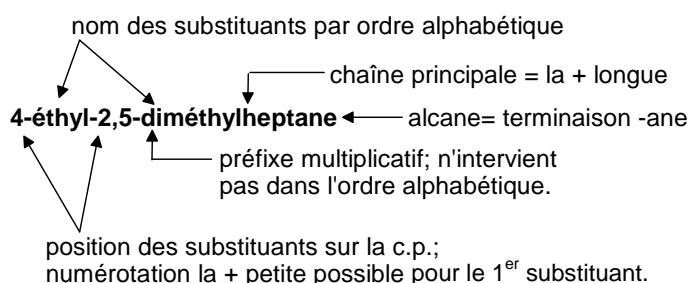 nom des substituants par ordre alphabétique
chaîne principale = la + longue
4-éthyl-2,5-diméthylheptane
alcane= terminaison -ane
préfixe multiplicatif; n'intervient
pas dans l'ordre alphabétique.
position des substituants sur la c.p.;
numérotation la + petite possible pour le 1er substituant.